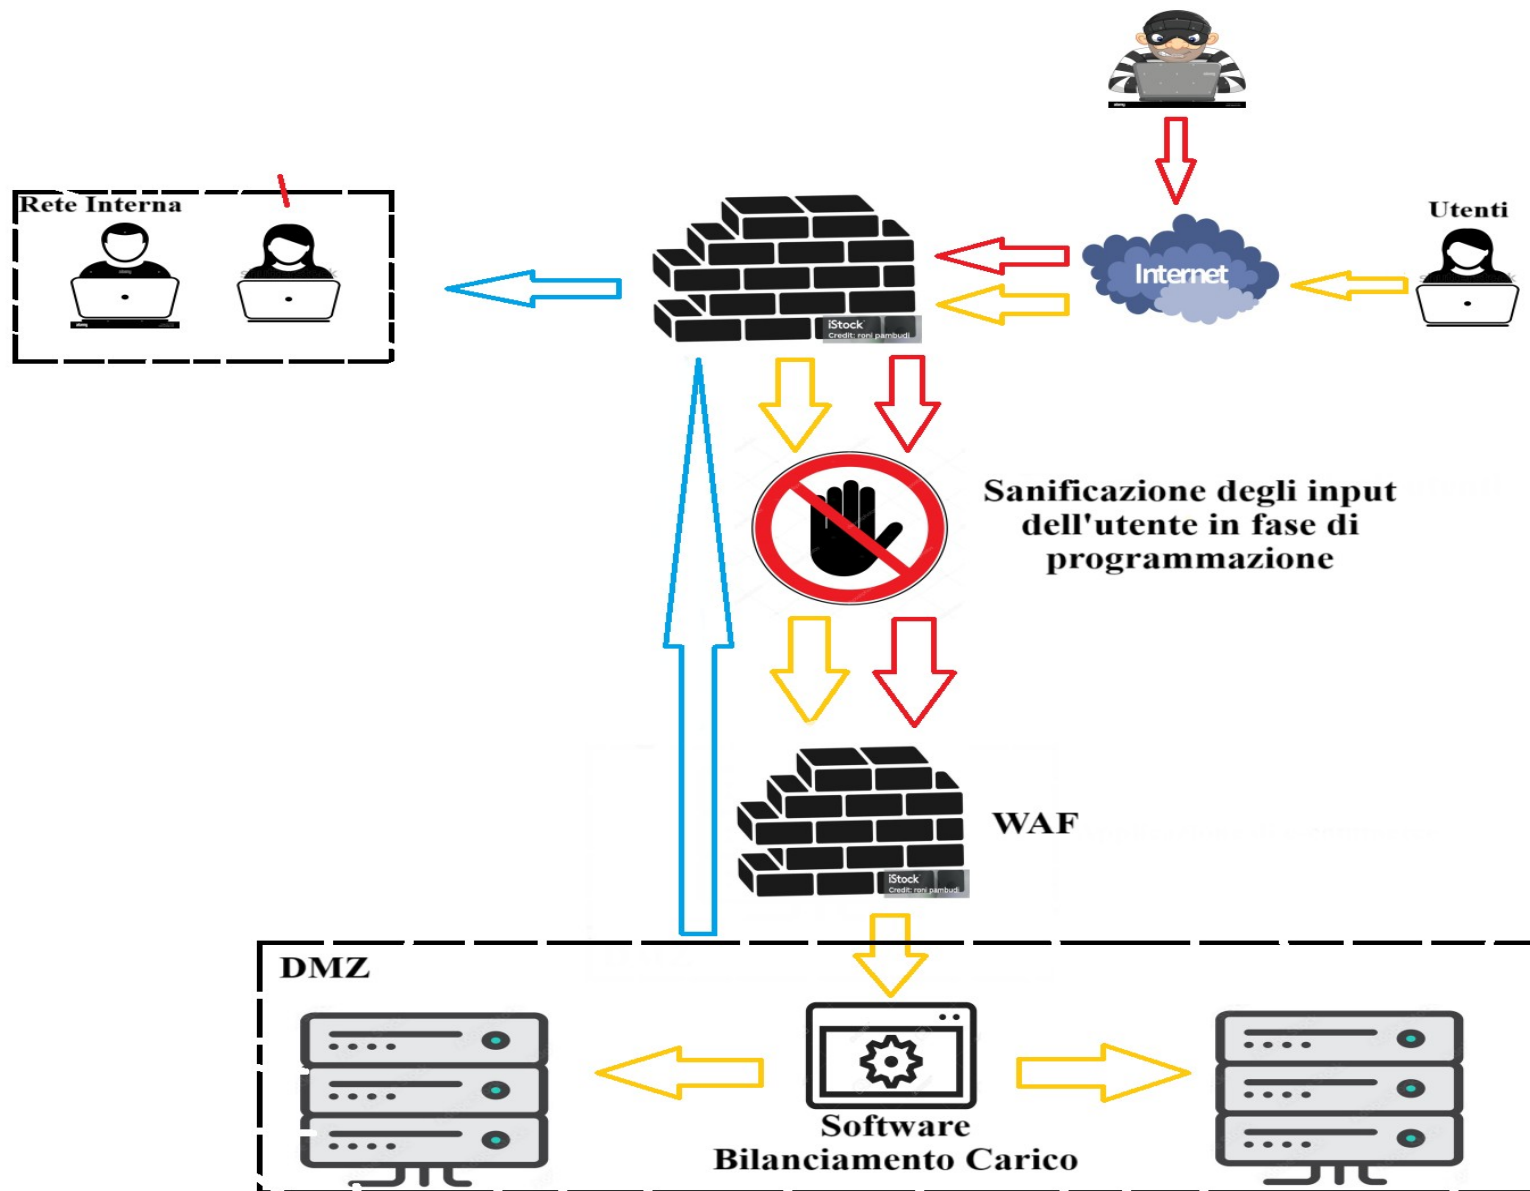 Rete Interna
Utenti
Internet
iStock
Credit: roni pambudi
Sanificazione degli input
dell'utente in fase di
programmazione
WAF
iStock
Credit: roni pambudi
DMZ
Software
Bilanciamento Carico